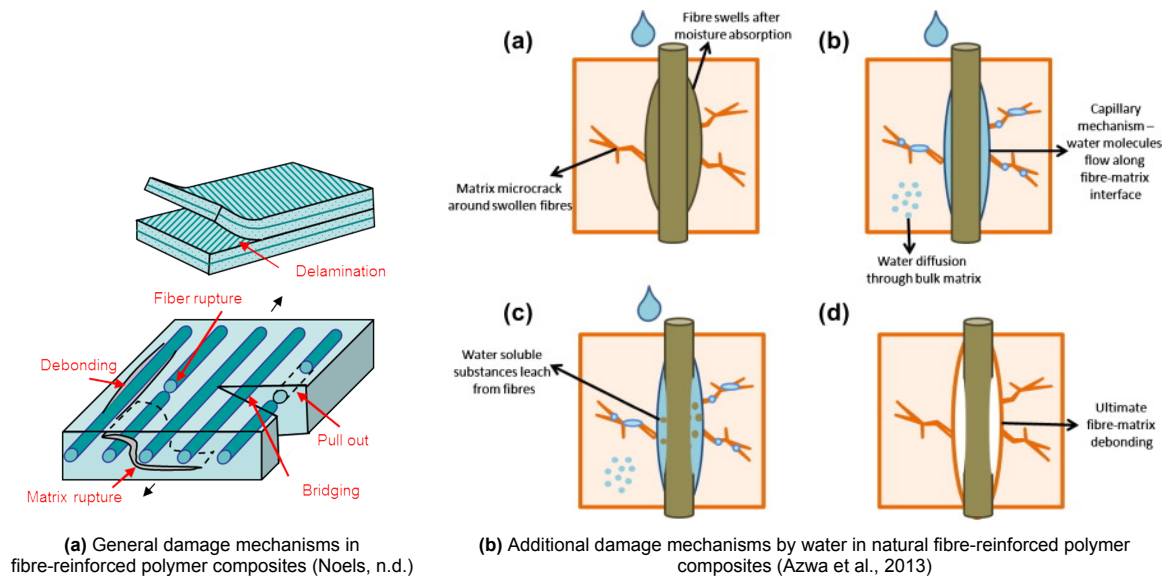 Delamination
Fiber rupture
Debonding
Pull out
Bridging
Matrix rupture
(a) General damage mechanisms in
fibre-reinforced polymer composites (Noels, n.d.)
(a)
Fibre swells after
moisture absorption
Matrix microcrack
around swollen fibres
(b)
Capillary
mechanism –
water molecules
flow along
fibre-matrix
interface
Water diffusion
through bulk matrix
(c)
Water soluble
substances leach
from fibres
(d)
Ultimate
fibre-matrix
debonding
(b) Additional damage mechanisms by water in natural fibre-reinforced polymer
composites (Azwa et al., 2013)